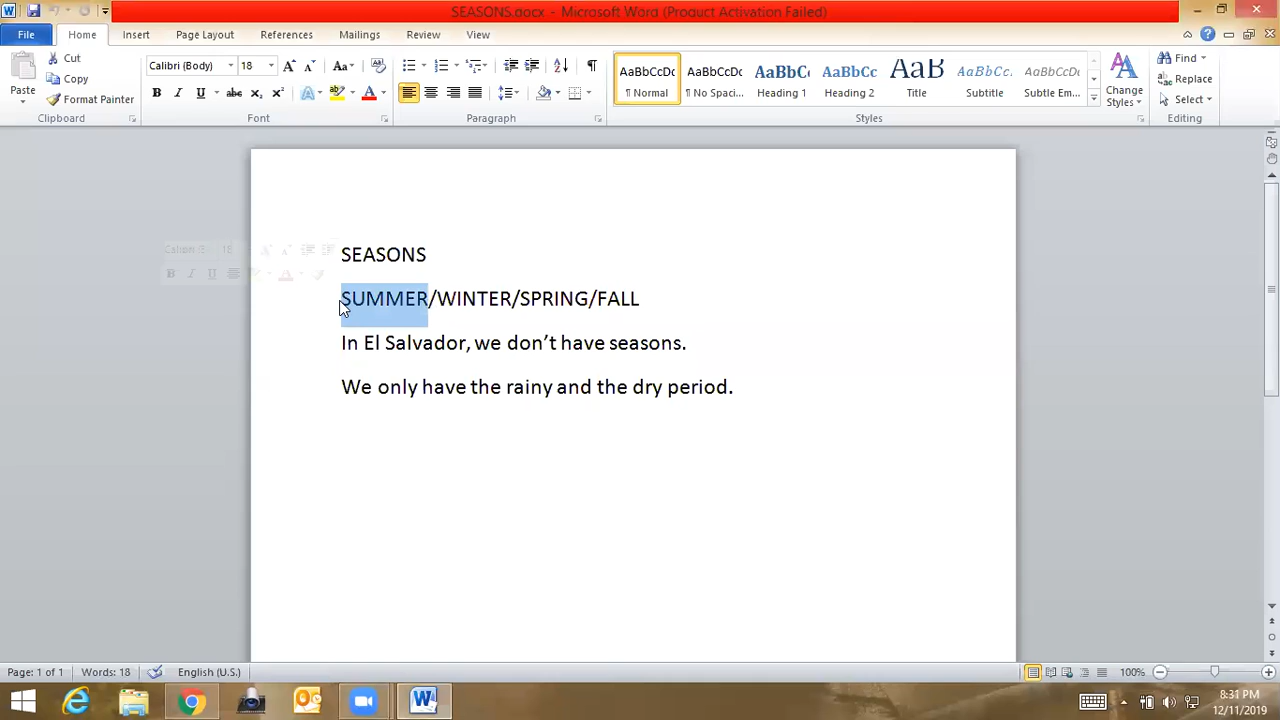 SEASONS.docx - Microsoft Word (Product Activation Failed)
File Home Insert Page Layout References Mailings Review View
Paste Cut Copy Format Painter Clipboard
Calibri (Body) 18 Font
Paragraph
AaBbCcDc ¶ Normal AaBbCcDc ¶ No Spaci... AaBbC Heading 1 AaBbCc Heading 2 AaB Title AaBbCc. Subtitle AaBbCcDc Subtle Em... Change Styles Styles
Find Replace Select Editing
SEASONS
SUMMER/WINTER/SPRING/FALL
In El Salvador, we don’t have seasons.
We only have the rainy and the dry period.
Page: 1 of 1 Words: 18 English (U.S.) 100%
8:31 PM
12/11/2019